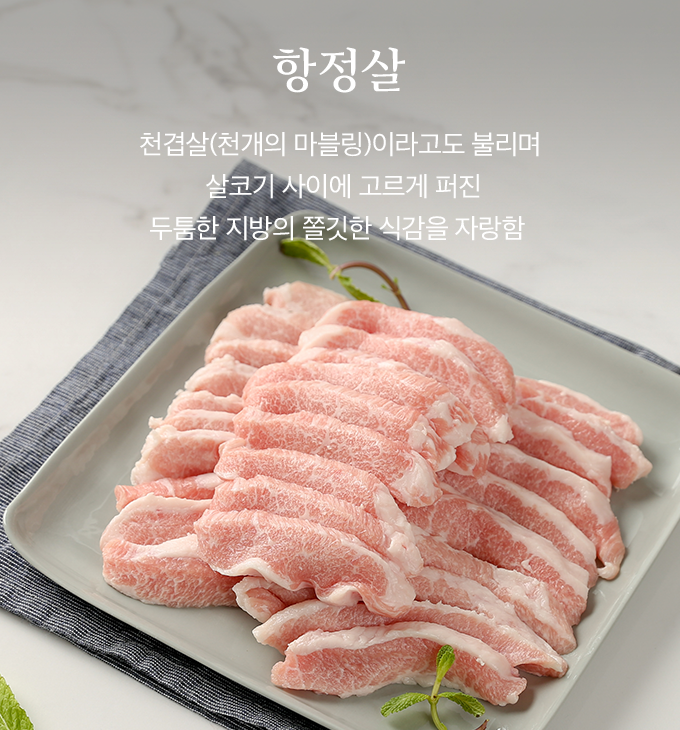 항정살
천겹살(천개의 마블링)이라고도 불리며
살코기 사이에 고르게 퍼진
두툼한 지방의 쫄깃한 식감을 자랑함